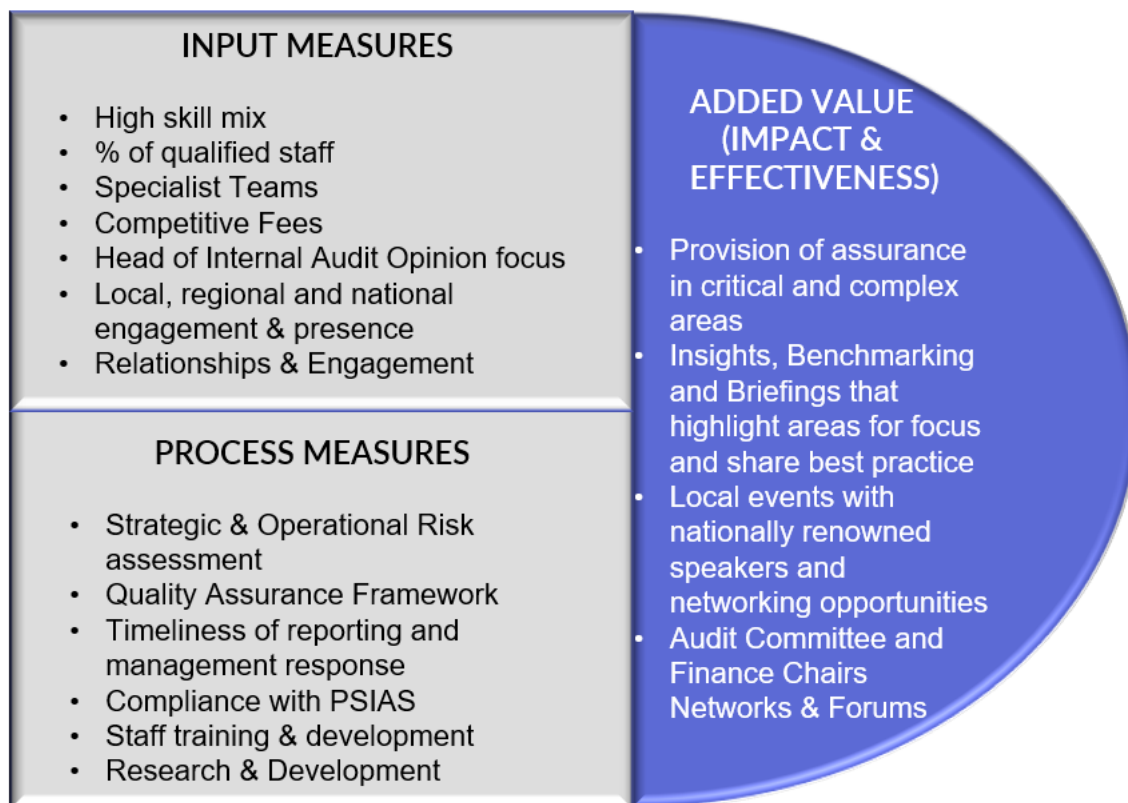 INPUT MEASURES
• High skill mix
• % of qualified staff
• Specialist Teams
• Competitive Fees
• Head of Internal Audit Opinion focus
• Local, regional and national
engagement & presence
• Relationships & Engagement
PROCESS MEASURES
• Strategic & Operational Risk
assessment
• Quality Assurance Framework
• Timeliness of reporting and
management response
• Compliance with PSIAS
• Staff training & development
• Research & Development
ADDED VALUE
(IMPACT &
EFFECTIVENESS)
• Provision of assurance
in critical and complex
areas
• Insights, Benchmarking
and Briefings that
highlight areas for focus
and share best practice
• Local events with
nationally renowned
speakers and
networking opportunities
• Audit Committee and
Finance Chairs
Networks & Forums